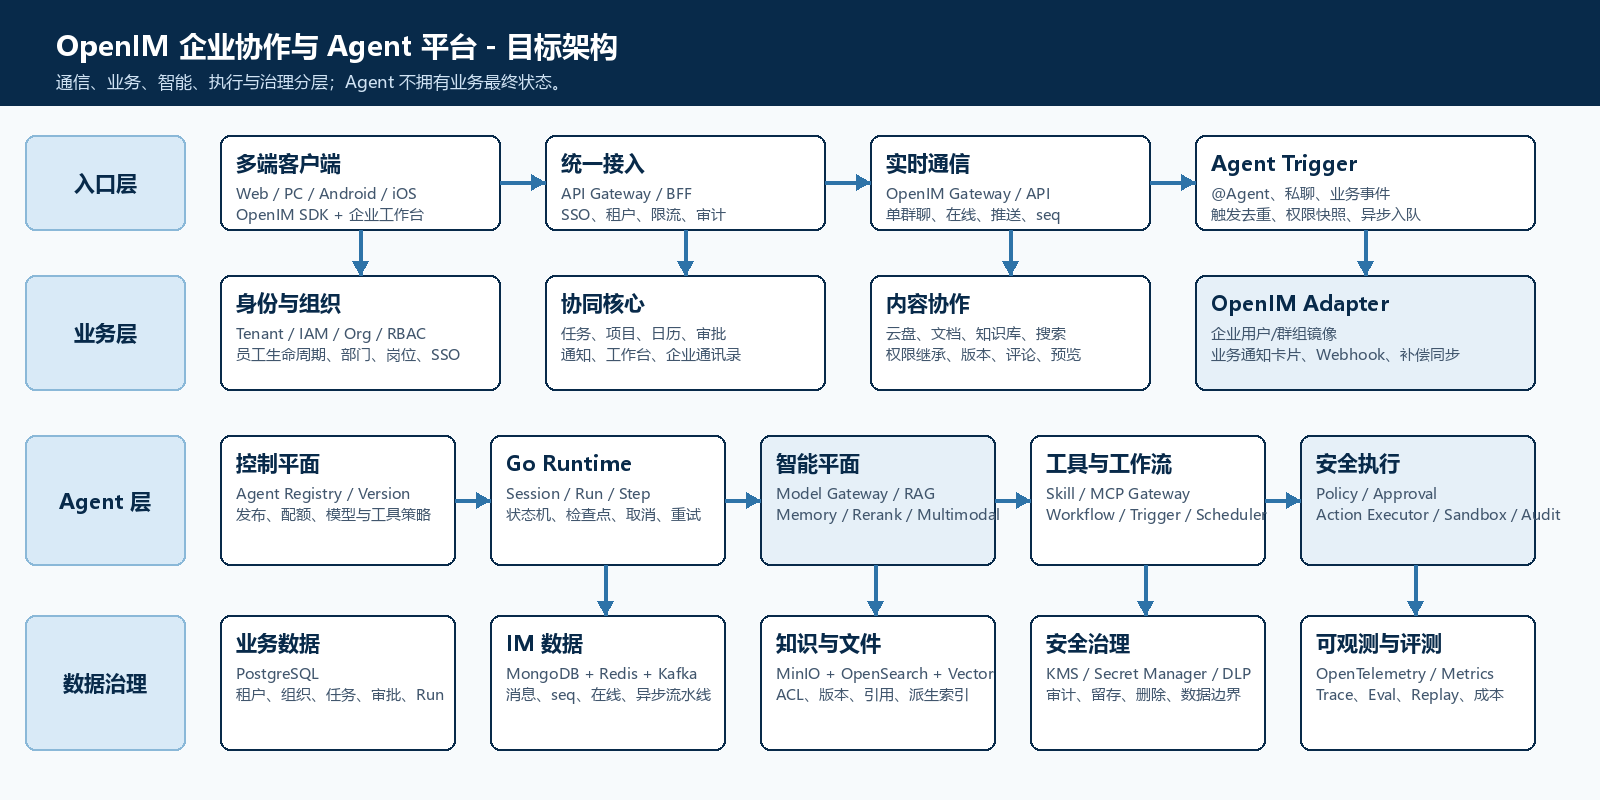 OpenIM 企业协作与 Agent 平台 - 目标架构
通信、业务、智能、执行与治理分层；Agent 不拥有业务最终状态。
入口层
多端客户端
Web / PC / Android / iOS
OpenIM SDK + 企业工作台
统一接入
API Gateway / BFF
SSO、租户、限流、审计
实时通信
OpenIM Gateway / API
单群聊、在线、推送、seq
Agent Trigger
@Agent、私聊、业务事件
触发去重、权限快照、异步入队
业务层
身份与组织
Tenant / IAM / Org / RBAC
员工生命周期、部门、岗位、SSO
协同核心
任务、项目、日历、审批
通知、工作台、企业通讯录
内容协作
云盘、文档、知识库、搜索
权限继承、版本、评论、预览
OpenIM Adapter
企业用户/群组镜像
业务通知卡片、Webhook、补偿同步
Agent 层
控制平面
Agent Registry / Version
发布、配额、模型与工具策略
Go Runtime
Session / Run / Step
状态机、检查点、取消、重试
智能平面
Model Gateway / RAG
Memory / Rerank / Multimodal
工具与工作流
Skill / MCP Gateway
Workflow / Trigger / Scheduler
安全执行
Policy / Approval
Action Executor / Sandbox / Audit
数据治理
业务数据
PostgreSQL
租户、组织、任务、审批、Run
IM 数据
MongoDB + Redis + Kafka
消息、seq、在线、异步流水线
知识与文件
MinIO + OpenSearch + Vector
ACL、版本、引用、派生索引
安全治理
KMS / Secret Manager / DLP
审计、留存、删除、数据边界
可观测与评测
OpenTelemetry / Metrics
Trace、Eval、Replay、成本